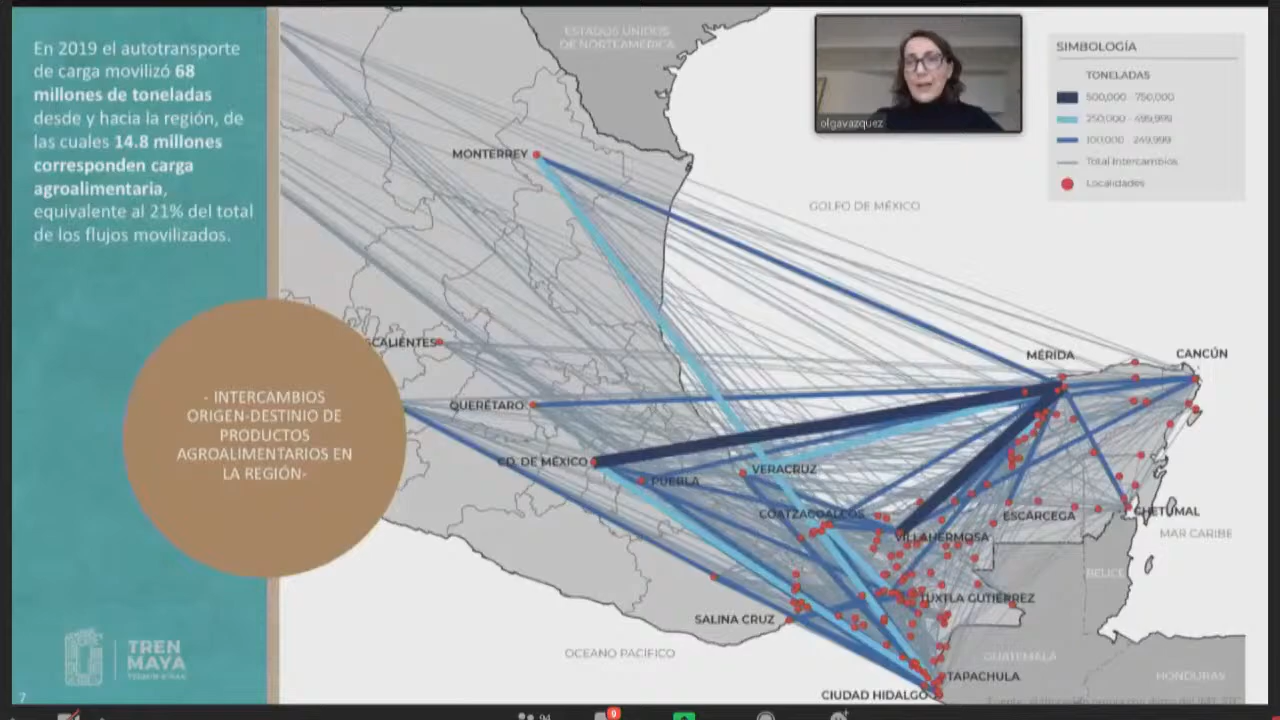 En 2019 el autotransporte
de carga movilizó 68
millones de toneladas
desde y hacia la región, de
las cuales 14.8 millones
corresponden carga
agroalimentaria,
equivalente al 21% del total
de los flujos movilizados.
- INTERCAMBIOS
ORIGEN-DESTINIO DE
PRODUCTOS
AGROALIMENTARIOS EN
LA REGIÓN-
TREN
MAYA
7
ESTADOS UNIDOS
DE NORTEAMÉRICA
olgavazquez
SIMBOLOGÍA
TONELADAS
500,000 - 750,000
250,000 - 499,999
100,000 - 249,999
Total Intercambios
Localidades
MONTERREY
GOLFO DE MÉXICO
SCALIENTES
MÉRIDA
CANCÚN
QUERÉTARO
CD. DE MÉXICO
PUEBLA
VERACRUZ
COATZACOALCOS
VILLAHERMOSA
ESCÁRCEGA
CHETUMAL
MAR CARIBE
BELICE
TUXTLA GUTIÉRREZ
SALINA CRUZ
OCEANO PACÍFICO
GUATEMALA
HONDURAS
TAPACHULA
CIUDAD HIDALGO
94
9